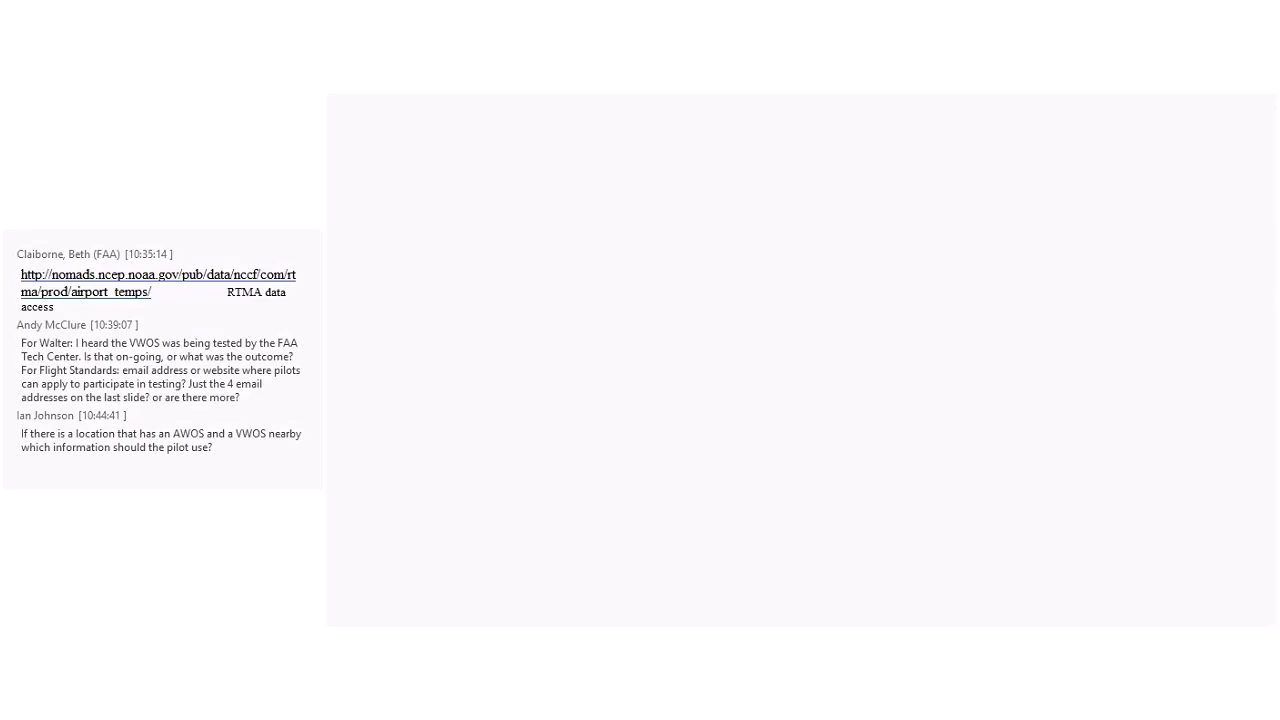 Claiborne, Beth (FAA) [10:35:14 ]
http://nomads.ncep.noaa.gov/pub/data/nccf/com/rt
ma/prod/airport_temps/ RTMA data
access
Andy McClure [10:39:07 ]
For Walter: I heard the VWOS was being tested by the FAA
Tech Center. Is that on-going, or what was the outcome?
For Flight Standards: email address or website where pilots
can apply to participate in testing? Just the 4 email
addresses on the last slide? or are there more?
Ian Johnson [10:44:41 ]
If there is a location that has an AWOS and a VWOS nearby
which information should the pilot use?